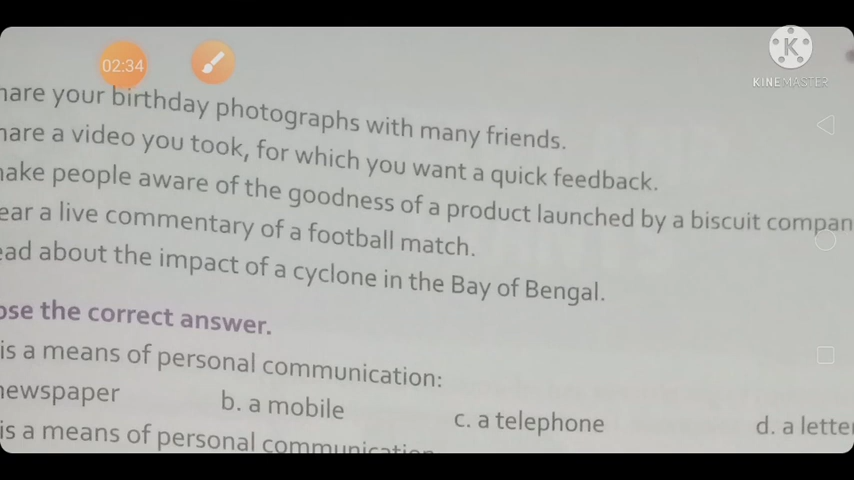 02:34
K
KINEMASTER
hare your birthday photographs with many friends.
hare a video you took, for which you want a quick feedback.
nake people aware of the goodness of a product launched by a biscuit compan
ear a live commentary of a football match.
ead about the impact of a cyclone in the Bay of Bengal.
ose the correct answer.
is a means of personal communication:
newspaper b. a mobile c. a telephone d. a letter
is a means of personal communication